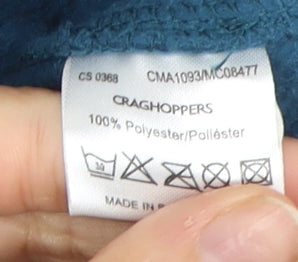 CS 0368 CMA1093/MC08477
CRAGHOPPERS
100% Polyester/Poliéster
30
MADE IN